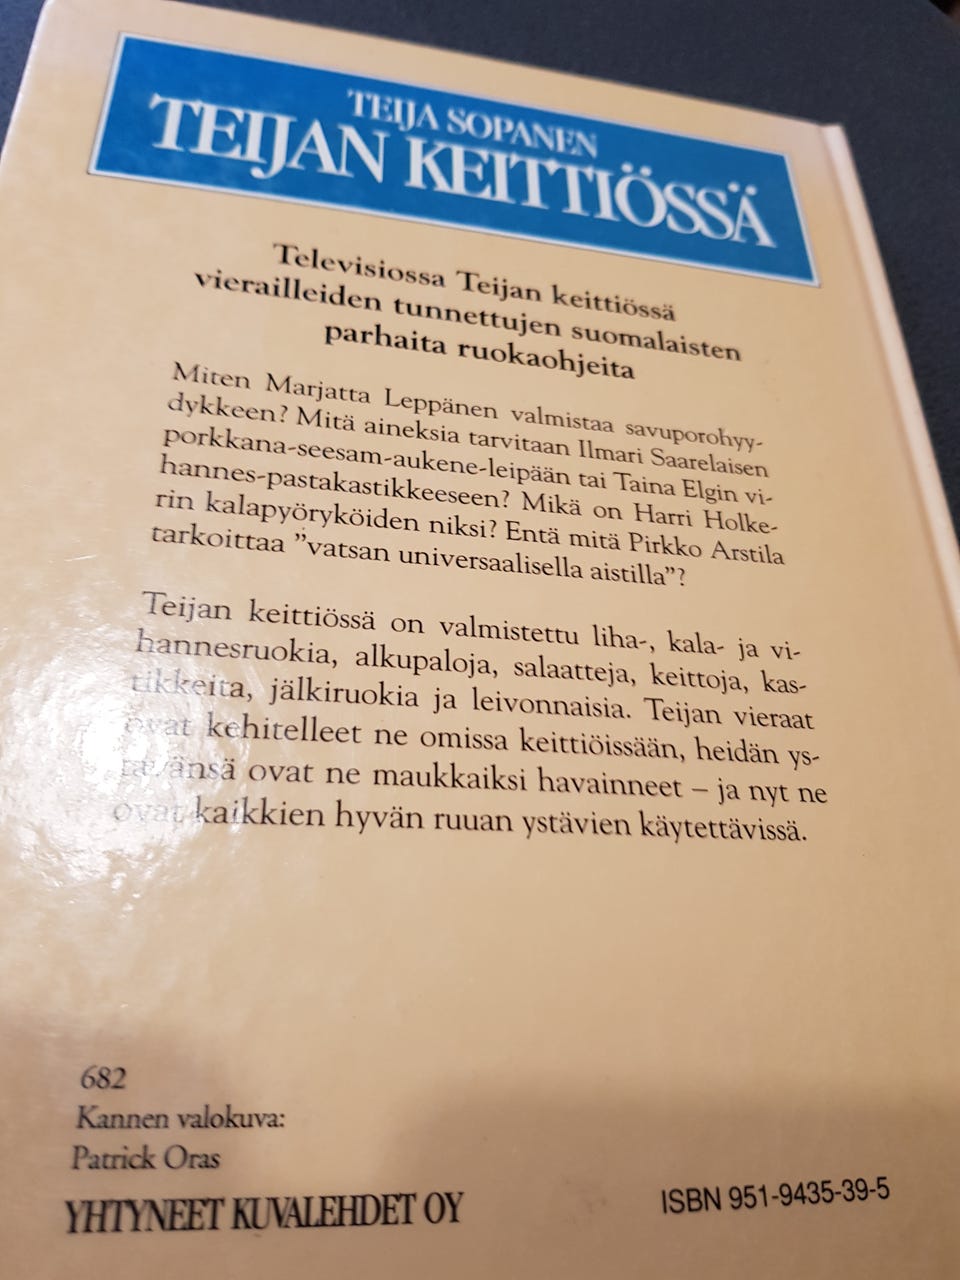 TEIJA SOPANEN
TEIJAN KEITTIÖSSÄ
Televisiossa Teijan keittiössä
vierailleiden tunnettujen suomalaisten
parhaita ruokaohjeita
Miten Marjatta Leppänen valmistaa savuporohyy-
dykkeen? Mitä aineksia tarvitaan Ilmari Saarelaisen
porkkana-seesam-aukene-leipään tai Taina Elgin vi-
hannes-pastakastikkeeseen? Mikä on Harri Holke-
rin kalapyöryköiden niksi? Entä mitä Pirkko Arstila
tarkoittaa ”vatsan universaalisella aistilla”?
Teijan keittiössä on valmistettu liha-, kala- ja vi-
hannesruokia, alkupaloja, salaatteja, keittoja, kas-
tikkeita, jälkiruokia ja leivonnaisia. Teijan vieraat
ovat kehitelleet ne omissa keittiöissään, heidän ys-
tävänsä ovat ne maukkaiksi havainneet – ja nyt ne
ovat kaikkien hyvän ruuan ystävien käytettävissä.
682
Kannen valokuva:
Patrick Oras
YHTYNEET KUVALEHDET OY
ISBN 951-9435-39-5